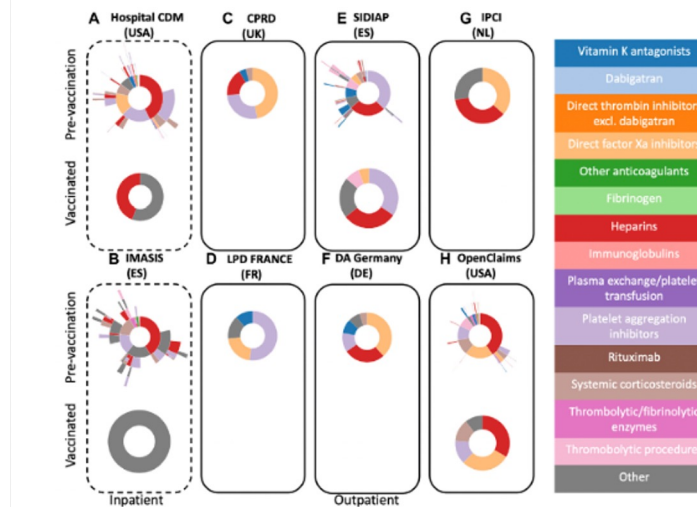 A Hospital CDM
(USA)
C CPRD
(UK)
E SIDIAP
(ES)
G IPCI
(NL)
Pre-vaccination
Vaccinated
B IMASIS
(ES)
D LPD FRANCE
(FR)
F DA Germany
(DE)
H OpenClaims
(USA)
Pre-vaccination
Vaccinated
Inpatient
Outpatient
Vitamin K antagonists
Dabigatran
Direct thrombin inhibitor
excl. dabigatran
Direct factor Xa inhibitor
Other anticoagulants
Fibrinogen
Heparins
Immunoglobulins
Plasma exchange/platele
transfusion
Platelet aggregation
inhibitors
Rituximab
Systemic corticosteroids
Thrombolytic/fibrinolytic
enzymes
Thromobolytic procedure
Other